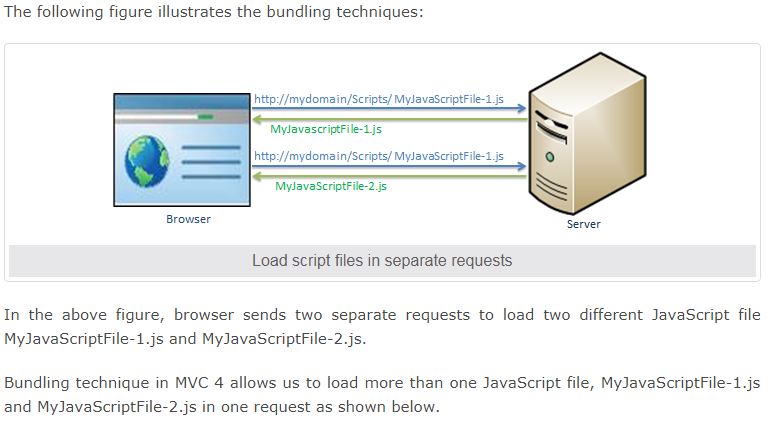 The following figure illustrates the bundling techniques:
http://mydomain/Scripts/ MyJavaScriptFile-1.js
MyJavascriptFile-1.js
http://mydomain/Scripts/ MyJavaScriptFile-1.js
MyJavaScriptFile-2.js
Browser
Server
Load script files in separate requests
In the above figure, browser sends two separate requests to load two different JavaScript file
MyJavaScriptFile-1.js and MyJavaScriptFile-2.js.
Bundling technique in MVC 4 allows us to load more than one JavaScript file, MyJavaScriptFile-1.js
and MyJavaScriptFile-2.js in one request as shown below.